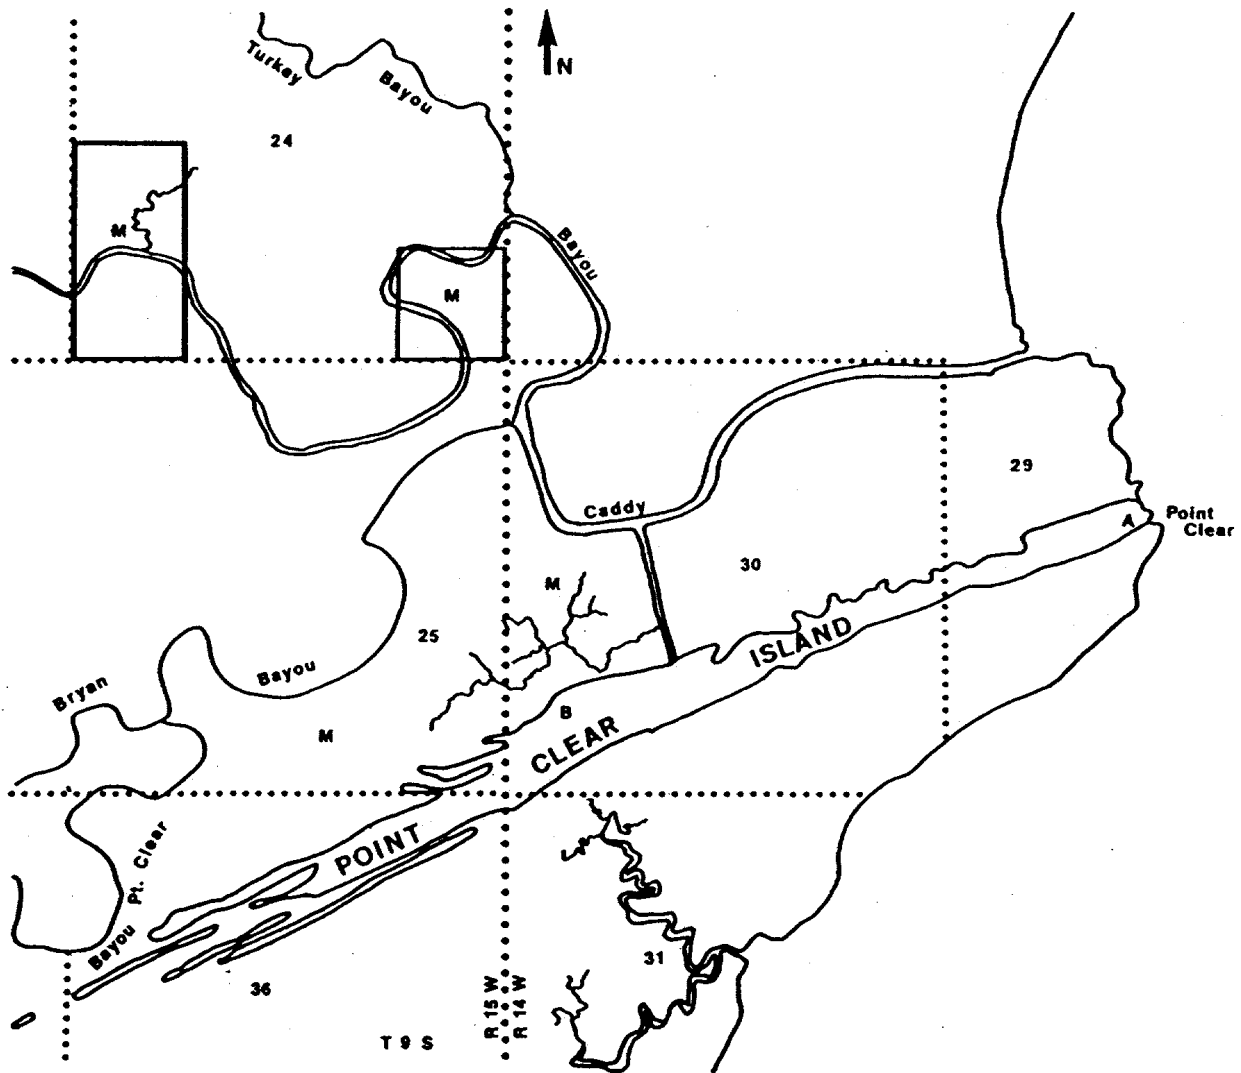 N
Turkey
Bayou
24
M
Bayou
M
29
Caddy
Point
Clear
A
30
M
25
ISLAND
Bayou
Bryan
B
M
CLEAR
POINT
Pt. Clear
Bayou
31
36
R 15 W
R 14 W
T 9 S